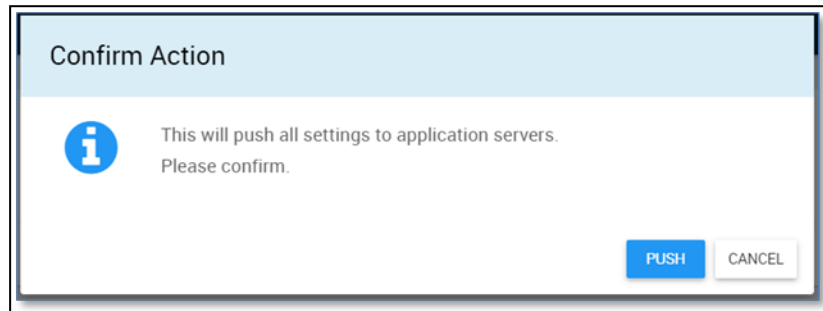 Confirm Action
This will push all settings to application servers.
Please confirm.
PUSH CANCEL